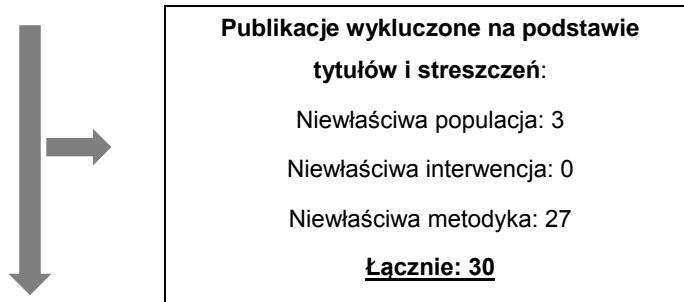 Publikacje wykluczone na podstawie
tytułów i streszczeń:
Niewłaściwa populacja: 3
Niewłaściwa interwencja: 0
Niewłaściwa metodyka: 27
Łącznie: 30